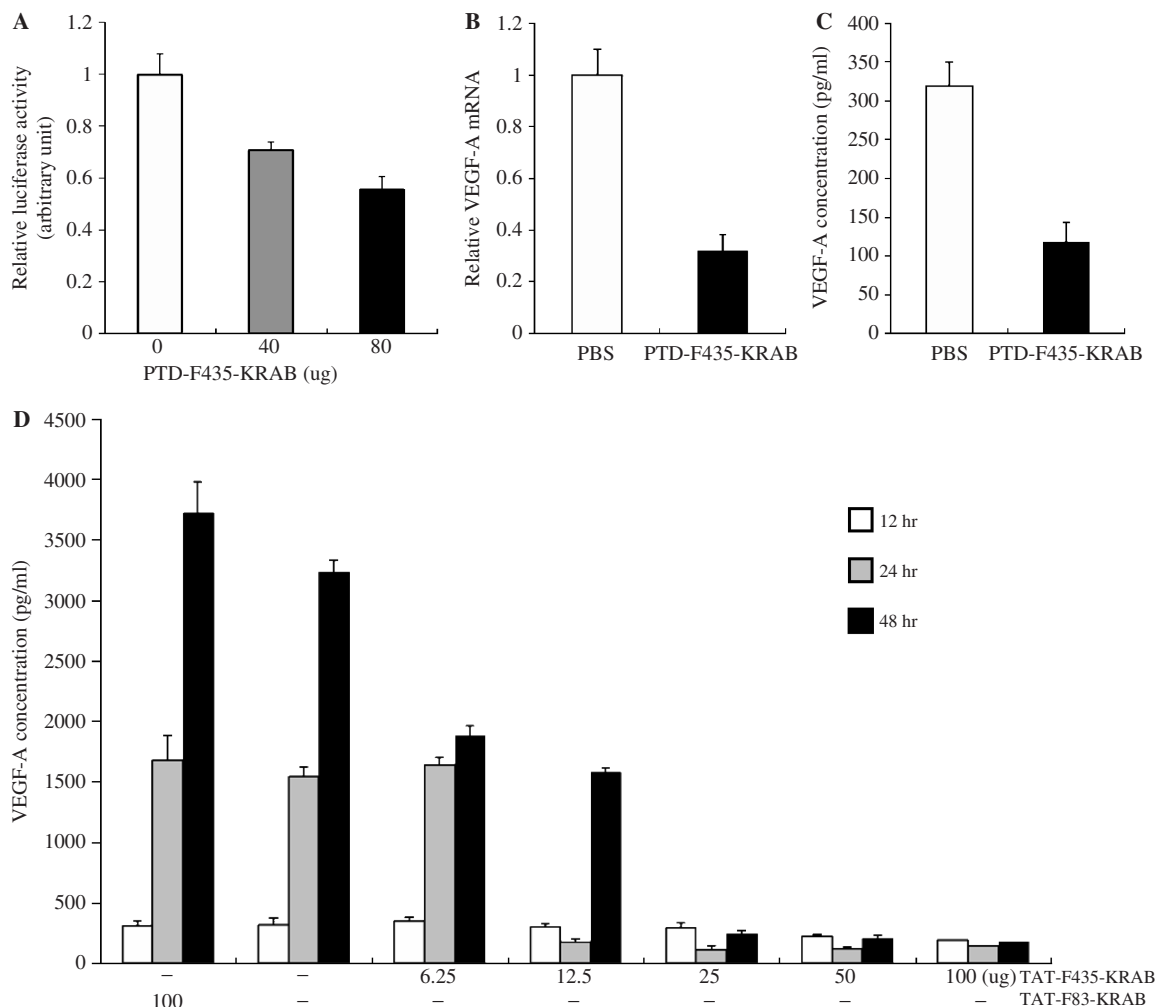 A
Relative luciferase activity
(arbitrary unit)
1.2
1
0.8
0.6
0.4
0.2
0
0 40 80
PTD-F435-KRAB (ug)
B
Relative VEGF-A mRNA
1.2
1
0.8
0.6
0.4
0.2
0
PBS PTD-F435-KRAB
C
VEGF-A concentration (pg/ml)
400
350
300
250
200
150
100
50
0
PBS PTD-F435-KRAB
D
VEGF-A concentration (pg/ml)
4500
4000
3500
3000
2500
2000
1500
1000
500
0
12 hr
24 hr
48 hr
– – 6.25 12.5 25 50 100 (ug) TAT-F435-KRAB
100 – – – – – – TAT-F83-KRAB